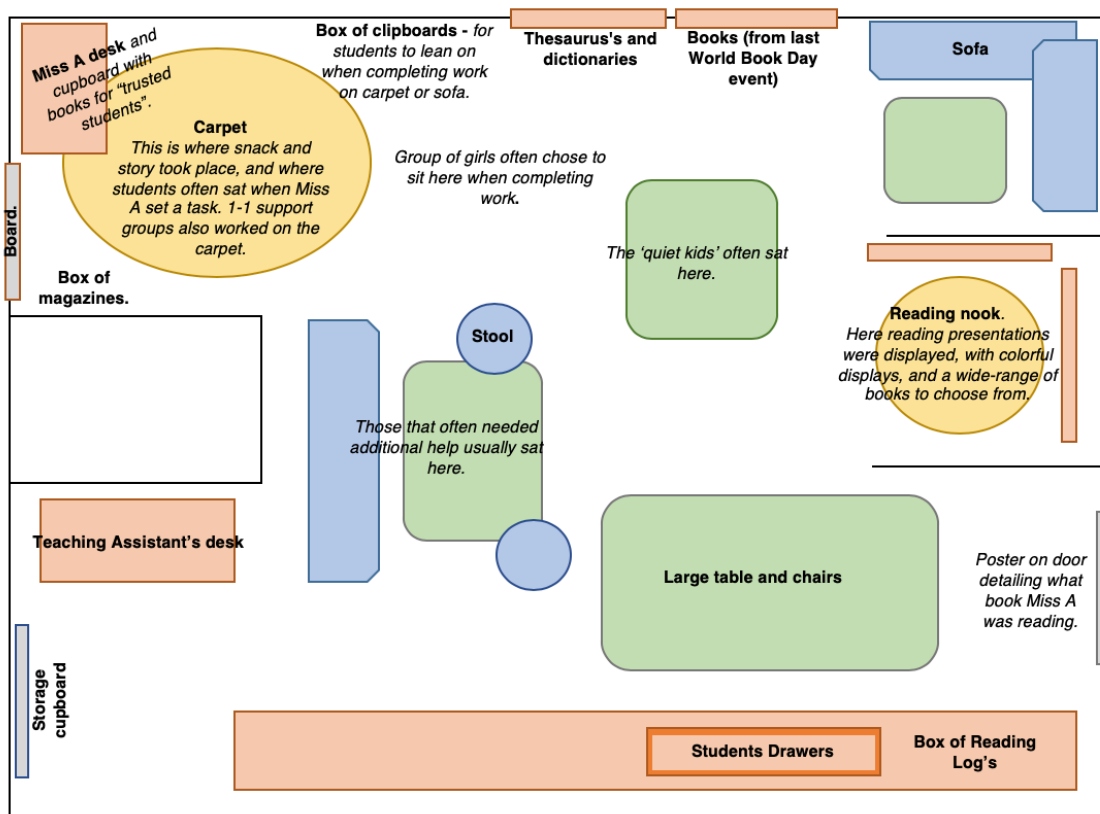 Miss A desk and
cupboard with
books for “trusted
students”.
Box of clipboards - for
students to lean on
when completing work
on carpet or sofa.
Thesaurus's and
dictionaries
Books (from last
World Book Day
event)
Sofa
Carpet
This is where snack and
story took place, and where
students often sat when Miss
A set a task. 1-1 support
groups also worked on the
carpet.
Group of girls often chose to
sit here when completing
work.
Board.
The ‘quiet kids’ often sat
here.
Box of
magazines.
Stool
Reading nook.
Here reading presentations
were displayed, with colorful
displays, and a wide-range of
books to choose from.
Those that often needed
additional help usually sat
here.
Teaching Assistant’s desk
Large table and chairs
Poster on door
detailing what
book Miss A
was reading.
Storage
cupboard
Students Drawers
Box of Reading
Log’s